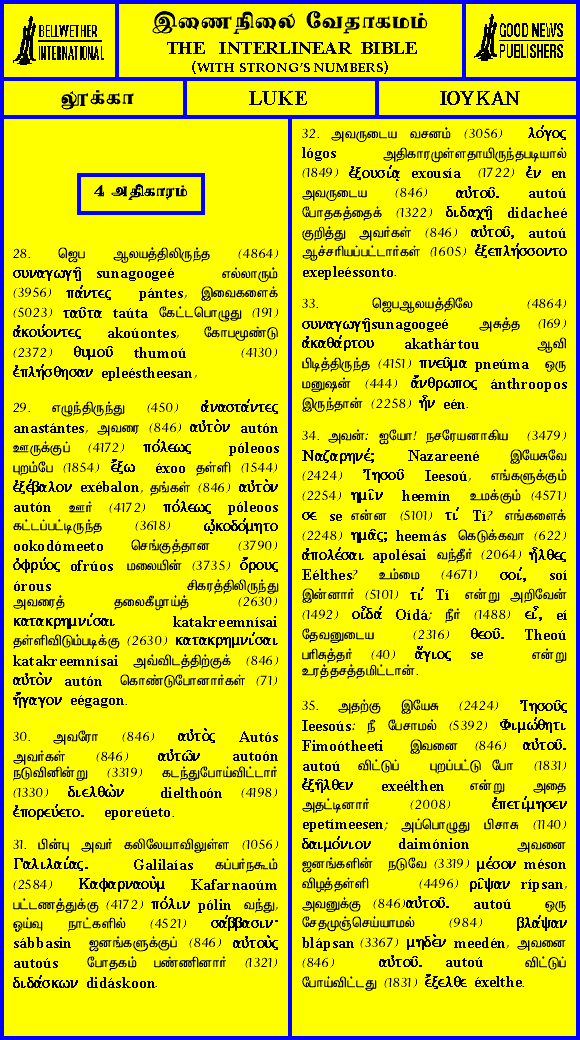 BELLWETHER
INTERNATIONAL
இணைநிலை வேதாகமம்
THE INTERLINEAR BIBLE
(WITH STRONG'S NUMBERS)
GOOD NEWS
PUBLISHERS
லூக்கா
LUKE
ΙΟΥΚΑΝ
4 அதிகாரம்
28. ஜெப ஆலயத்திலிருந்த (4864)
συναγωγῇ sunagoogeé எல்லாரும்
(3956) πάντες pántes, இவைகளைக்
(5023) ταῦτα taúta கேட்டபொழுது (191)
ἀκούοντες akoúontes, கோபமூண்டு
(2372) θυμοῦ thumoú (4130)
ἐπλήσθησαν epleéstheesan,
29. எழுந்திருந்து (450) ἀναστάντες
anastántes, அவரை (846) αὐτὸν autón
ஊருக்குப் (4172) πόλεως póleoos
புறம்பே (1854) ἔξω éxoo தள்ளி (1544)
ἐξέβαλον exébalon, தங்கள் (846) αὐτὸν
autón ஊர் (4172) πόλεως póleoos
கட்டப்பட்டிருந்த (3618) ᾠκοδόμητο
ookodómeeto செங்குத்தான (3790)
ὀφρύος ofrúos மலையின் (3735) ὄρους
órous சிகரத்திலிருந்து
அவரைத் தலைகீழாய்த் (2630)
κατακρημνίσαι katakreemnísai
தள்ளிவிடும்படிக்கு (2630) κατακρημνίσαι
katakreemnísai அவ்விடத்திற்குக் (846)
αὐτὸν autón கொண்டுபோனார்கள் (71)
ἤγαγον eégagon.
30. அவரோ (846) αὐτὸς Autós
அவர்கள் (846) αὐτῶν autoón
நடுவினின்று (3319) கடந்துபோய்விட்டார்
(1330) διελθὼν dielthoón (4198)
ἐπορεύετο. eporeúeto.
31. பின்பு அவர் கலிலேயாவிலுள்ள (1056)
Γαλιλαίας. Galilaías கப்பர்நகூம்
(2584) Καφαρναοὺμ Kafarnaoúm
பட்டணத்துக்கு (4172) πόλιν pólin வந்து,
ஓய்வு நாட்களில் (4521) σάββασιν·
sábbasin ஜனங்களுக்குப் (846) αὐτοὺς
autoús போதகம் பண்ணினார் (1321)
διδάσκων didáskoon.
32. அவருடைய வசனம் (3056) λόγος
lógos அதிகாரமுள்ளதாயிருந்தபடியால்
(1849) ἐξουσίᾳ exousía (1722) ἐν en
அவருடைய (846) αὐτοῦ. autoú
போதகத்தைக் (1322) διδαχῇ didacheé
குறித்து அவர்கள் (846) αὐτοῦ, autoú
ஆச்சரியப்பட்டார்கள் (1605) ἐξεπλήσσοντο
exepleéssonto.
33. ஜெபஆலயத்திலே (4864)
συναγωγῇsunagoogeé அசுத்த (169)
ἀκαθάρτου akathártou ஆவி
பிடித்திருந்த (4151) πνεῦμα pneúma ஒரு
மனுஷன் (444) ἄνθρωπος ánthroopos
இருந்தான் (2258) ἦν eén.
34. அவன்: ஐயோ! நசரேயனாகிய (3479)
Ναζαρηνέ; Nazareené இயேசுவே
(2424) Ἰησοῦ Ieesoú, எங்களுக்கும்
(2254) ημῖν heemín உமக்கும் (4571)
σε se என்ன (5101) τί Tí? எங்களைக்
(2248) ημᾶς; heemás கெடுக்கவா (622)
ἀπολέσαι apolésai வந்தீர் (2064) ἦλθες
Eélthes? உம்மை (4671) σοί, soí
இன்னார் (5101) τί Tí என்று அறிவேன்
(1492) οἶδά Oídá; நீர் (1488) εἶ, eí
தேவனுடைய (2316) θεοῦ. Theoú
பரிசுத்தர் (40) ἅγιος se என்று
உரத்தசத்தமிட்டான்.
35. அதற்கு இயேசு (2424) Ἰησοῦς
Ieesoús: நீ பேசாமல் (5392) Φιμώθητι
Fimoótheeti இவனை (846) αὐτοῦ.
autoú விட்டுப் புறப்பட்டு போ (1831)
ἐξῆλθεν exeélthen என்று அதை
அதட்டினார் (2008) ἐπετίμησεν
epetímeesen; அப்பொழுது பிசாசு (1140)
δαιμόνιον daimónion அவனை
ஜனங்களின் நடுவே (3319) μέσον méson
விழத்தள்ளி (4496) ῥῖψαν rípsan,
அவனுக்கு (846)αὐτοῦ. autoú ஒரு
சேதமுஞ்செய்யாமல் (984) βλάψαν
blápsan (3367) μηδὲν meedén, அவனை
(846) αὐτοῦ. autoú விட்டுப்
போய்விட்டது (1831) ἔξελθε éxelthe.